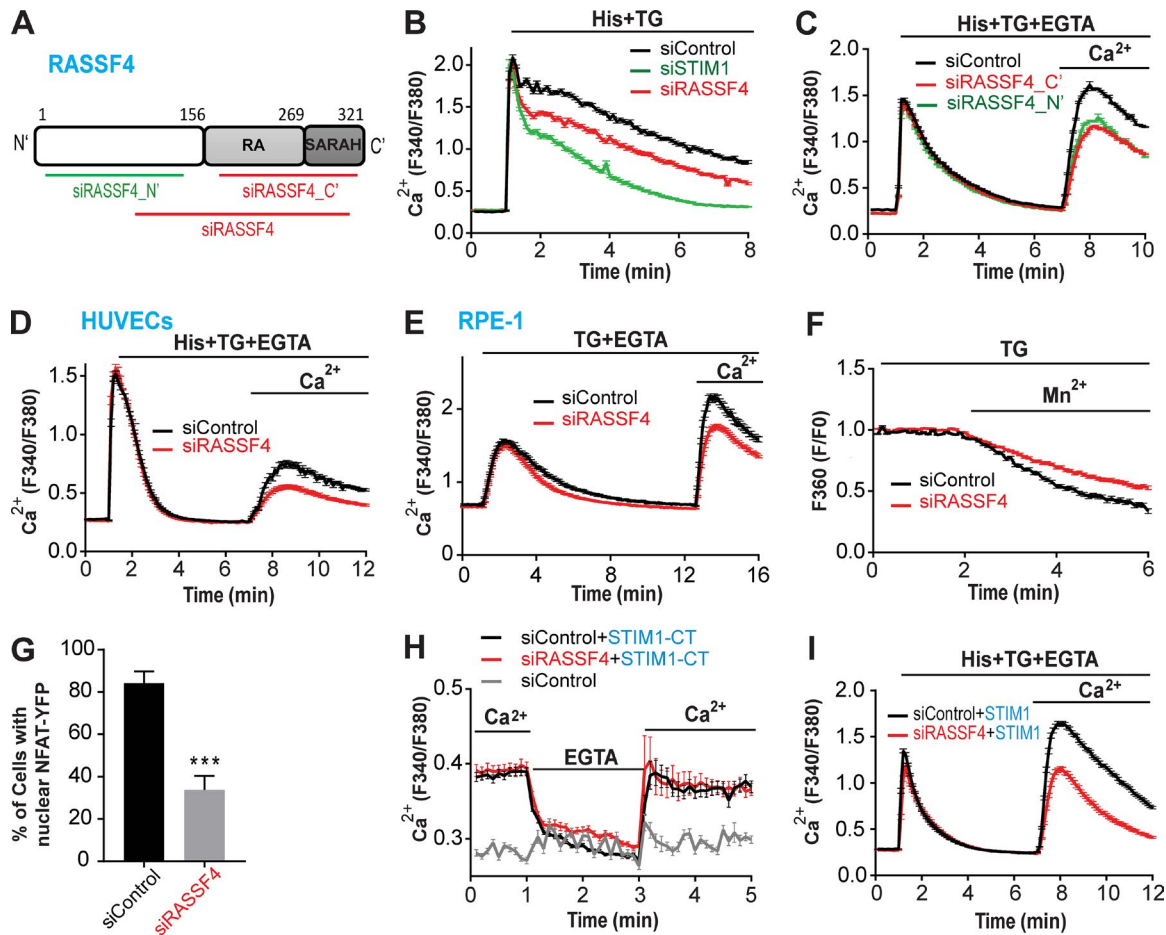 A
RASSF4
1 156 269 321
N' RA SARAH C'
siRASSF4_N' siRASSF4_C'
siRASSF4
B
His+TG
siControl
siSTIM1
siRASSF4
Ca2+ (F340/F380)
2.0
1.5
1.0
0.5
0.0
0 2 4 6 8
Time (min)
C
His+TG+EGTA
Ca2+
siControl
siRASSF4_C'
siRASSF4_N'
Ca2+ (F340/F380)
2.0
1.5
1.0
0.5
0.0
0 2 4 6 8 10
Time (min)
D
HUVECs
His+TG+EGTA
Ca2+
siControl
siRASSF4
Ca2+ (F340/F380)
1.5
1.0
0.5
0.0
0 2 4 6 8 10 12
Time (min)
E
RPE-1
TG+EGTA
Ca2+
siControl
siRASSF4
Ca2+ (F340/F380)
2
1
0
0 4 8 12 16
Time (min)
F
TG
Mn2+
siControl
siRASSF4
F360 (F/F0)
1.0
0.5
0.0
0 2 4 6
Time (min)
G
% of Cells with
nuclear NFAT-YFP
100
80
60
40
20
0
***
siControl
siRASSF4
H
siControl+STIM1-CT
siRASSF4+STIM1-CT
siControl
Ca2+ EGTA Ca2+
Ca2+ (F340/F380)
0.5
0.4
0.3
0 1 2 3 4 5
Time (min)
I
His+TG+EGTA
Ca2+
siControl+STIM1
siRASSF4+STIM1
Ca2+ (F340/F380)
2.0
1.5
1.0
0.5
0.0
0 2 4 6 8 10 12
Time (min)